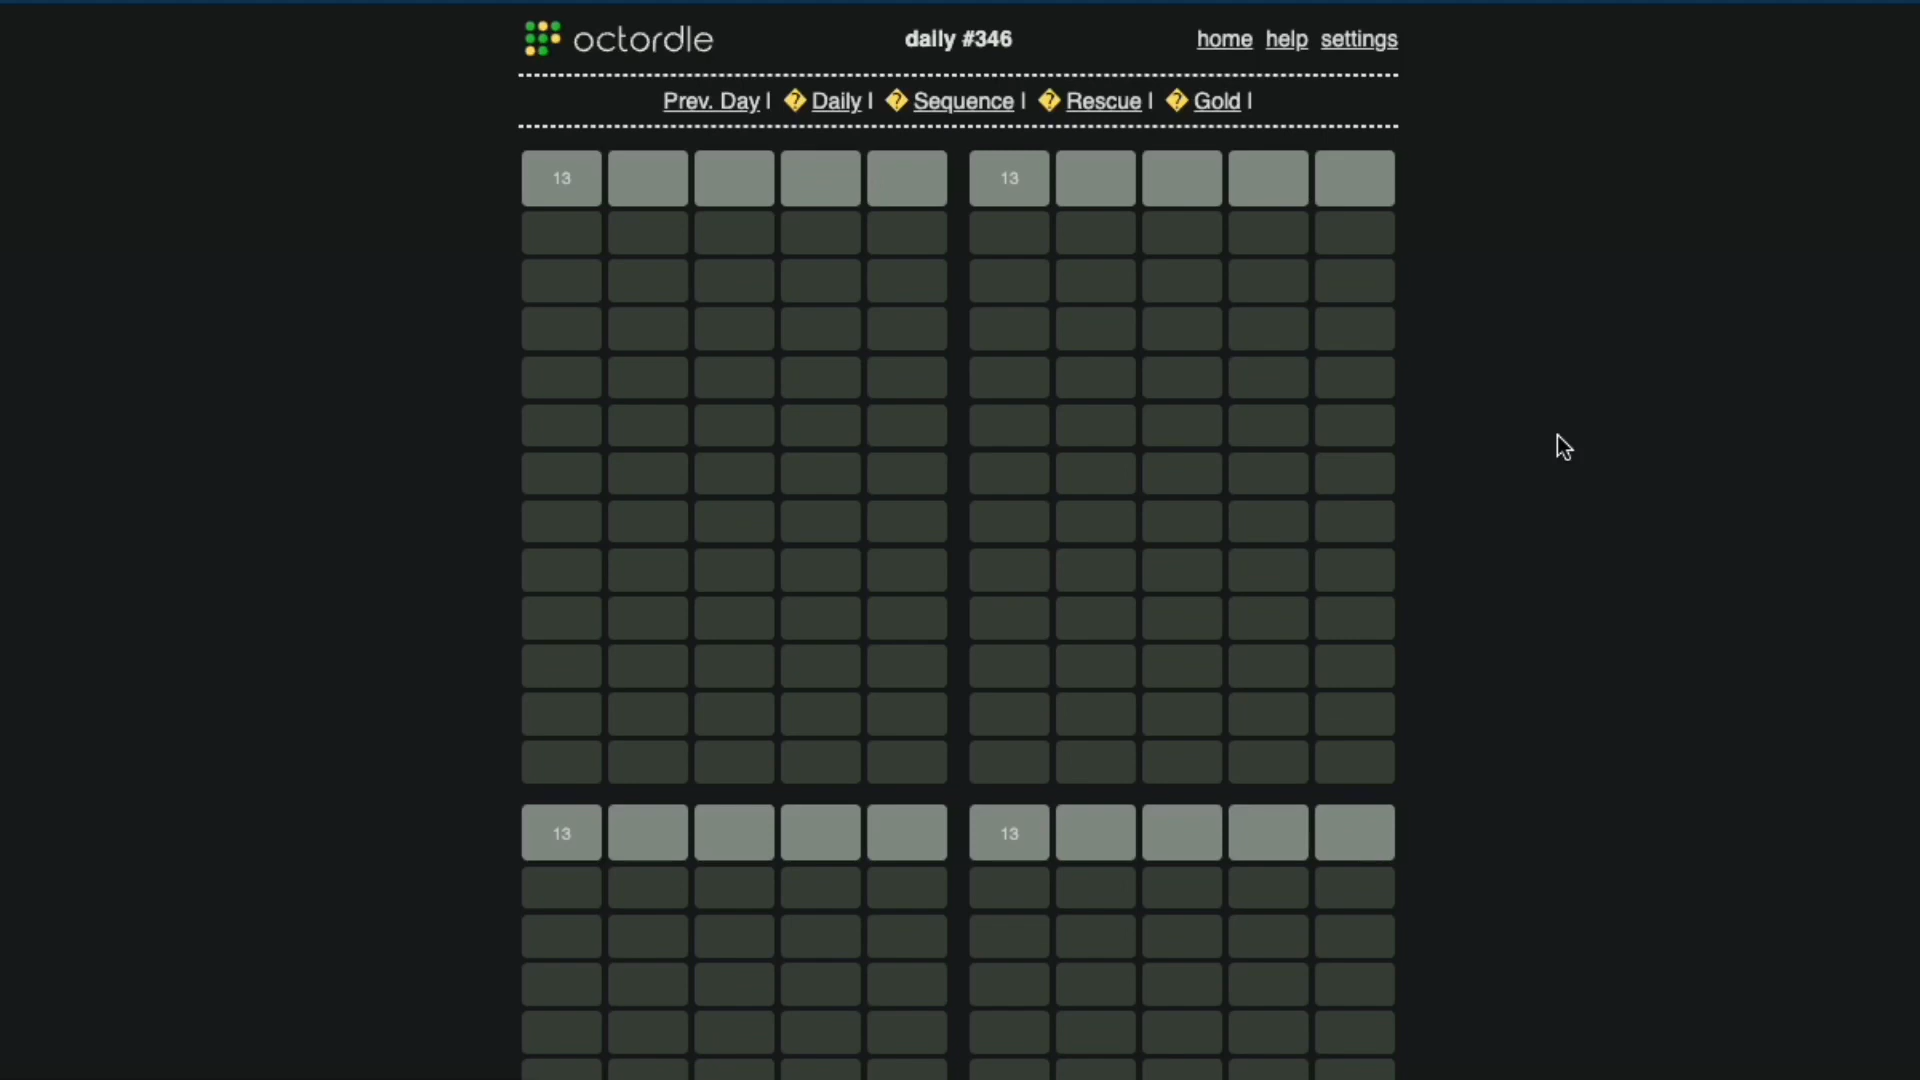 octordle daily #346 home help settings
Prev. Day | ? Daily | ? Sequence | ? Rescue | ? Gold |
13 13
13 13